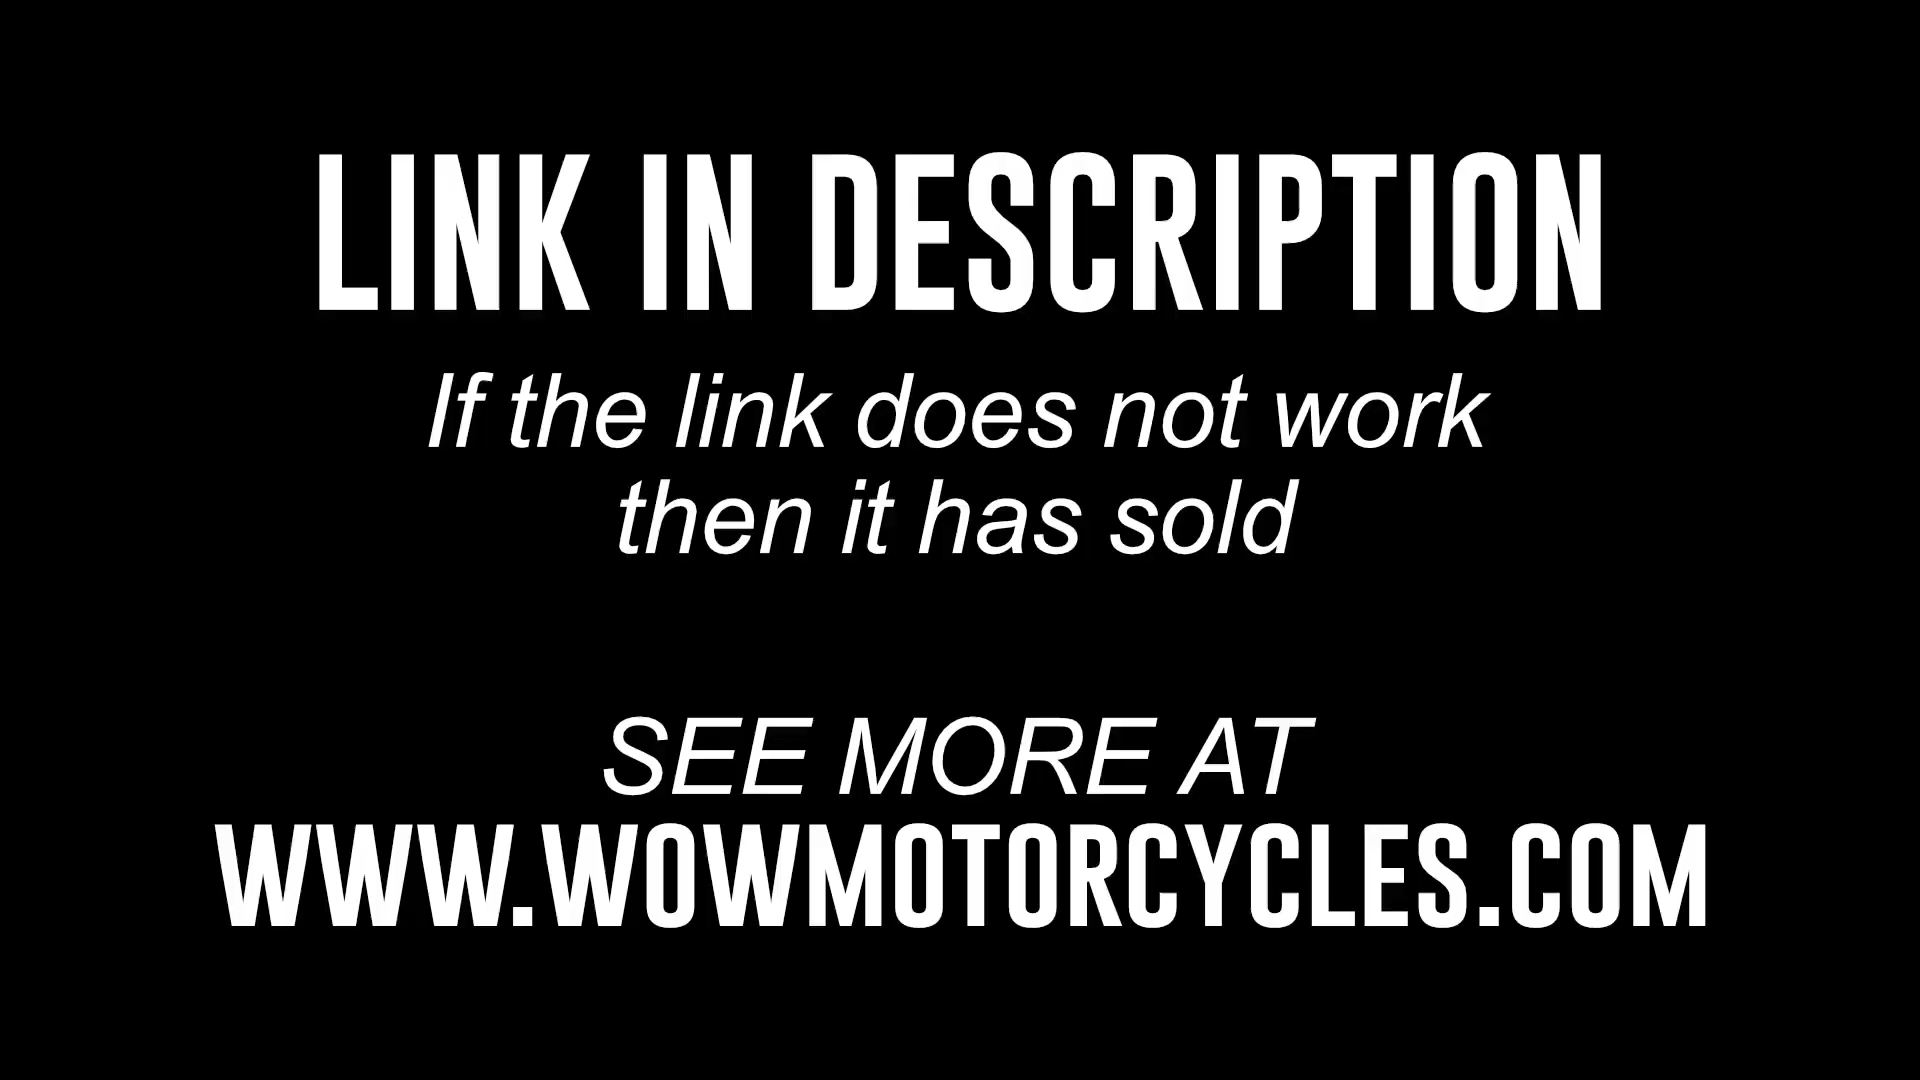 LINK IN DESCRIPTION
If the link does not work
then it has sold
SEE MORE AT
WWW.WOWMOTORCYCLES.COM